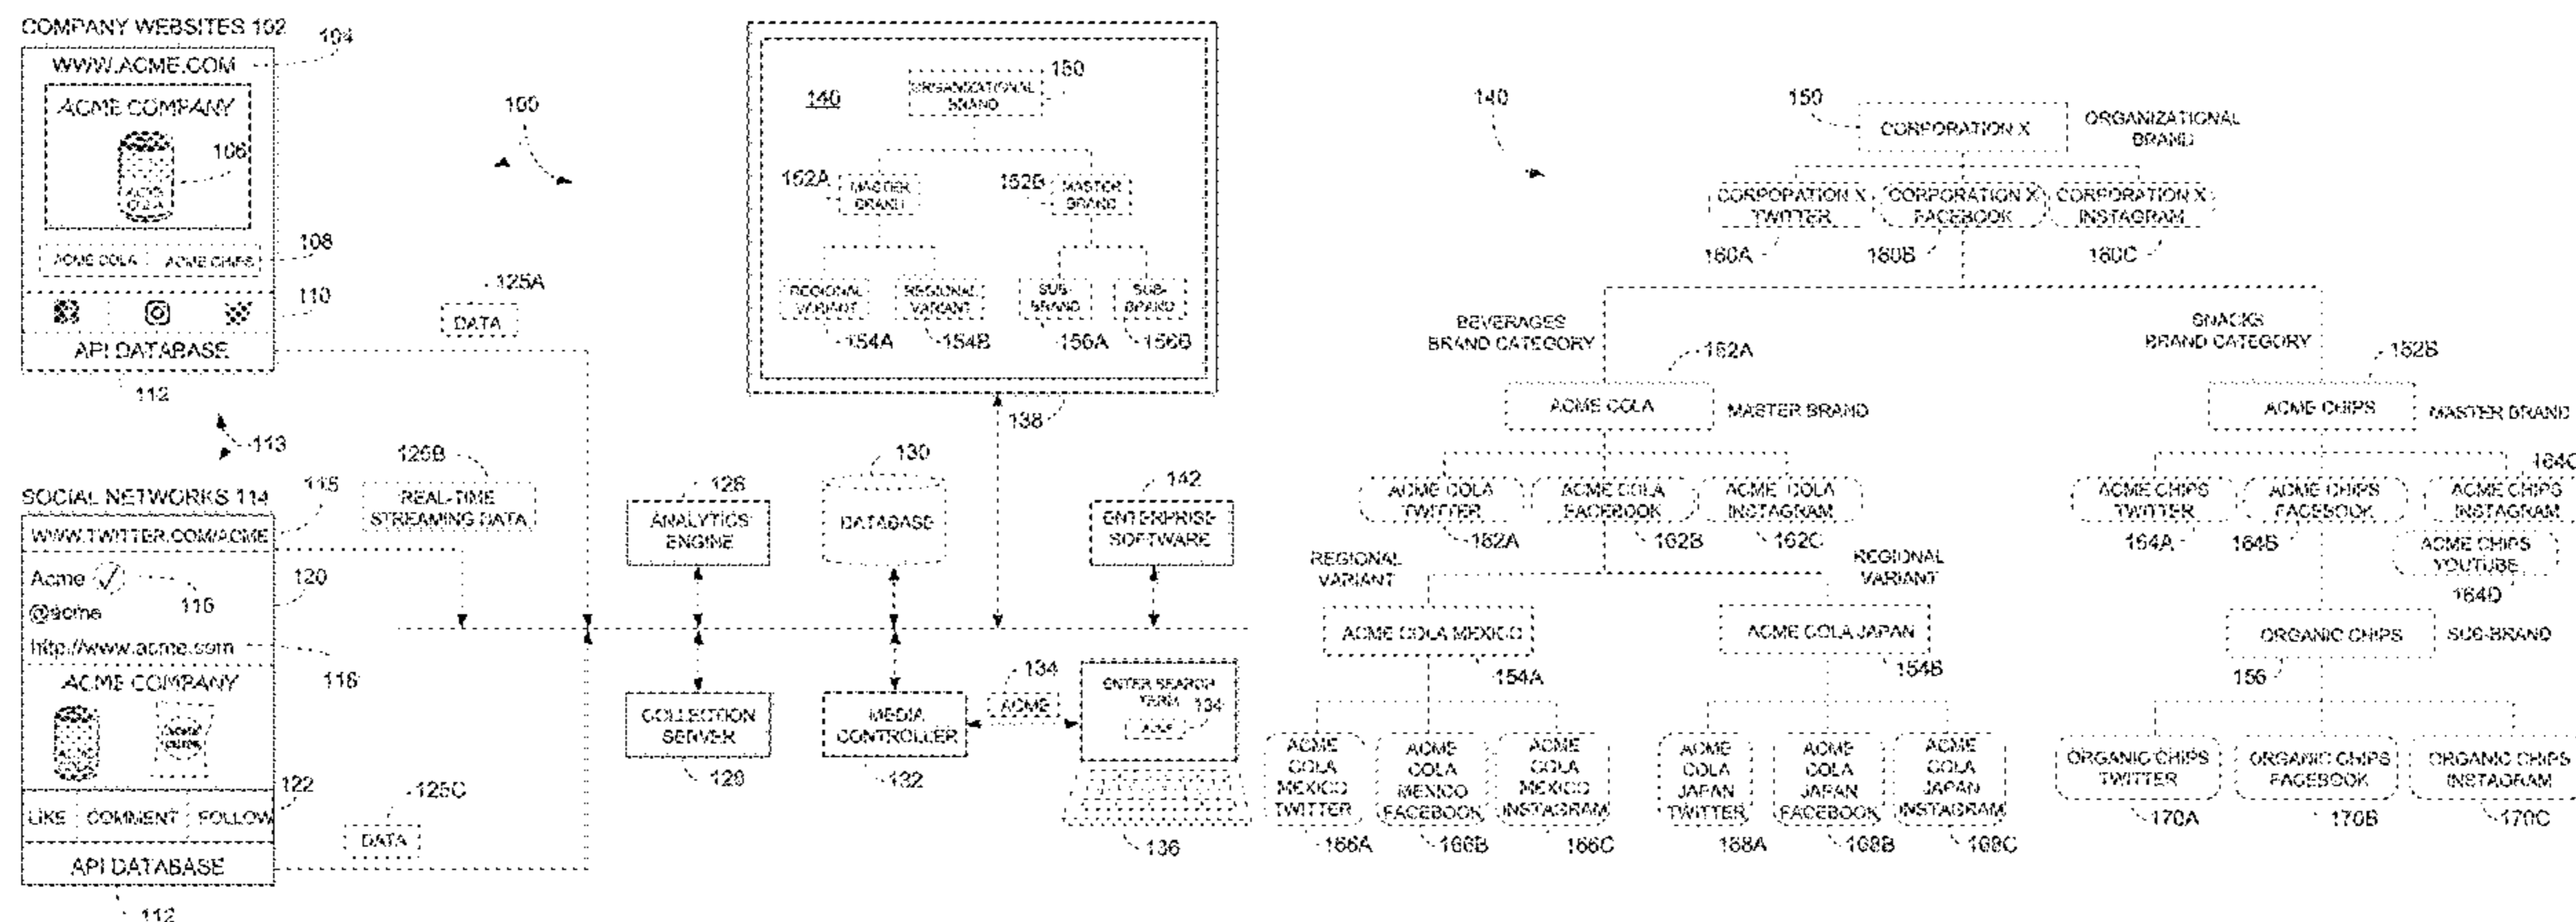 COMPANY WEBSITES 102
104
WWW.ACME.COM
ACME COMPANY
106
108
ACME COLA
ACME CHIPS
110
API DATABASE
112
113
100
125A
DATA
140
ORGANIZATIONAL
BRAND
150
152A
MASTER
BRAND
152B
MASTER
BRAND
REGIONAL
VARIANT
REGIONAL
VARIANT
SUB-
BRAND
SUB-
BRAND
154A
154B
156A
156B
138
SOCIAL NETWORKS 114
115
WWW.TWITTER.COM/ACME
Acme
116
120
@acme
http://www.acme.com
118
ACME COMPANY
122
LIKE
COMMENT
FOLLOW
API DATABASE
112
125B
REAL-TIME
STREAMING DATA
125C
DATA
128
ANALYTICS
ENGINE
130
DATABASE
142
ENTERPRISE
SOFTWARE
COLLECTION
SERVER
129
MEDIA
CONTROLLER
132
134
ACME
ENTER SEARCH
TERM
134
136
140
150
CORPORATION X
ORGANIZATIONAL
BRAND
CORPORATION X
TWITTER
CORPORATION X
FACEBOOK
CORPORATION X
INSTAGRAM
160A
160B
160C
BEVERAGES
BRAND CATEGORY
SNACKS
BRAND CATEGORY
152A
ACME COLA
MASTER BRAND
152B
ACME CHIPS
MASTER BRAND
ACME COLA
TWITTER
ACME COLA
FACEBOOK
ACME COLA
INSTAGRAM
162A
162B
162C
164C
ACME CHIPS
TWITTER
ACME CHIPS
FACEBOOK
ACME CHIPS
INSTAGRAM
164A
164B
ACME CHIPS
YOUTUBE
164D
REGIONAL
VARIANT
REGIONAL
VARIANT
ACME COLA MEXICO
154A
ACME COLA JAPAN
154B
ORGANIC CHIPS
SUB-BRAND
156
ACME
COLA
MEXICO
TWITTER
ACME
COLA
MEXICO
FACEBOOK
ACME
COLA
MEXICO
INSTAGRAM
166A
166B
166C
ACME
COLA
JAPAN
TWITTER
ACME
COLA
JAPAN
FACEBOOK
ACME
COLA
JAPAN
INSTAGRAM
168A
168B
168C
ORGANIC CHIPS
TWITTER
ORGANIC CHIPS
FACEBOOK
ORGANIC CHIPS
INSTAGRAM
170A
170B
170C